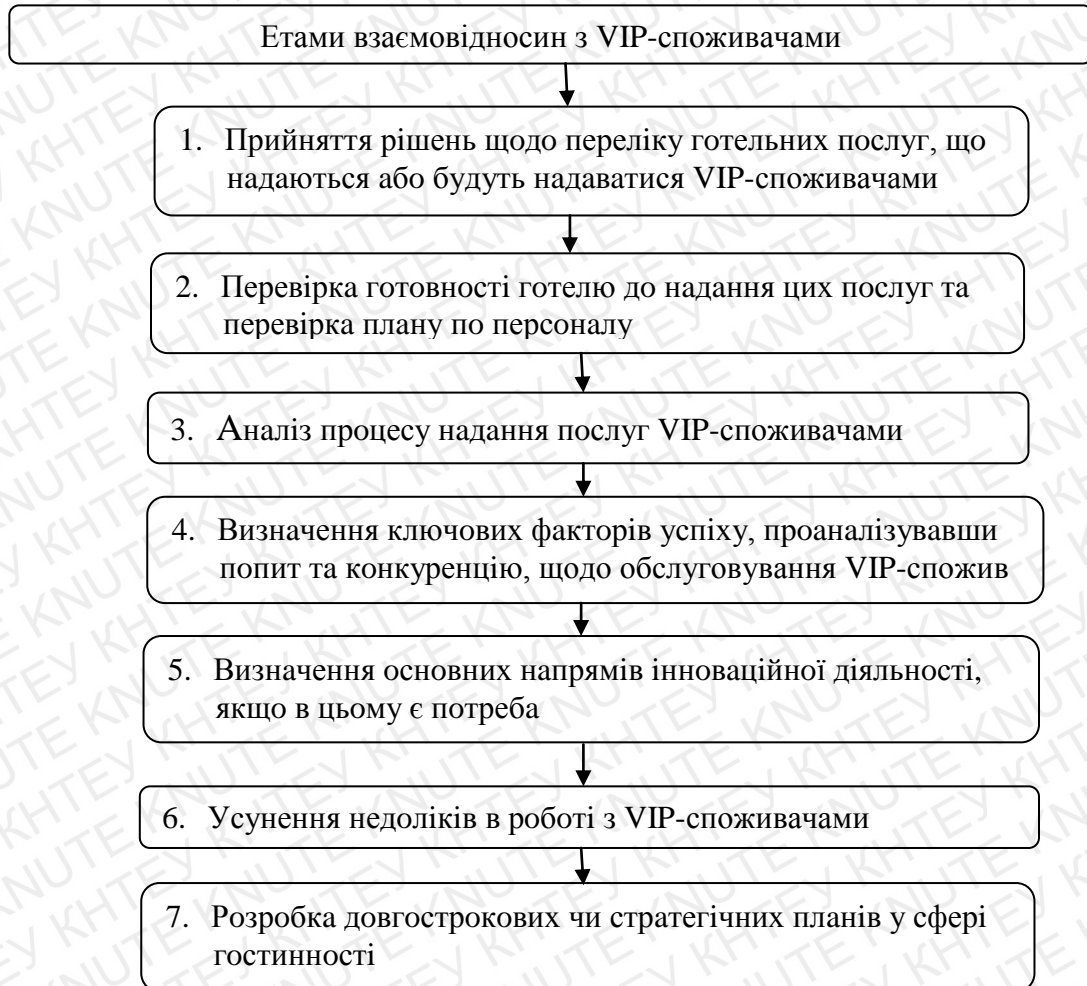 Етами взаємовідносин з VIP-споживачами
1. Прийняття рішень щодо переліку готельних послуг, що
надаються або будуть надаватися VIP-споживачами
2. Перевірка готовності готелю до надання цих послуг та
перевірка плану по персоналу
3. Аналіз процесу надання послуг VIP-споживачами
4. Визначення ключових факторів успіху, проаналізувавши
попит та конкуренцію, щодо обслуговування VIP-спожив
5. Визначення основних напрямів інноваційної діяльності,
якщо в цьому є потреба
6. Усунення недоліків в роботі з VIP-споживачами
7. Розробка довгострокових чи стратегічних планів у сфері
гостинності